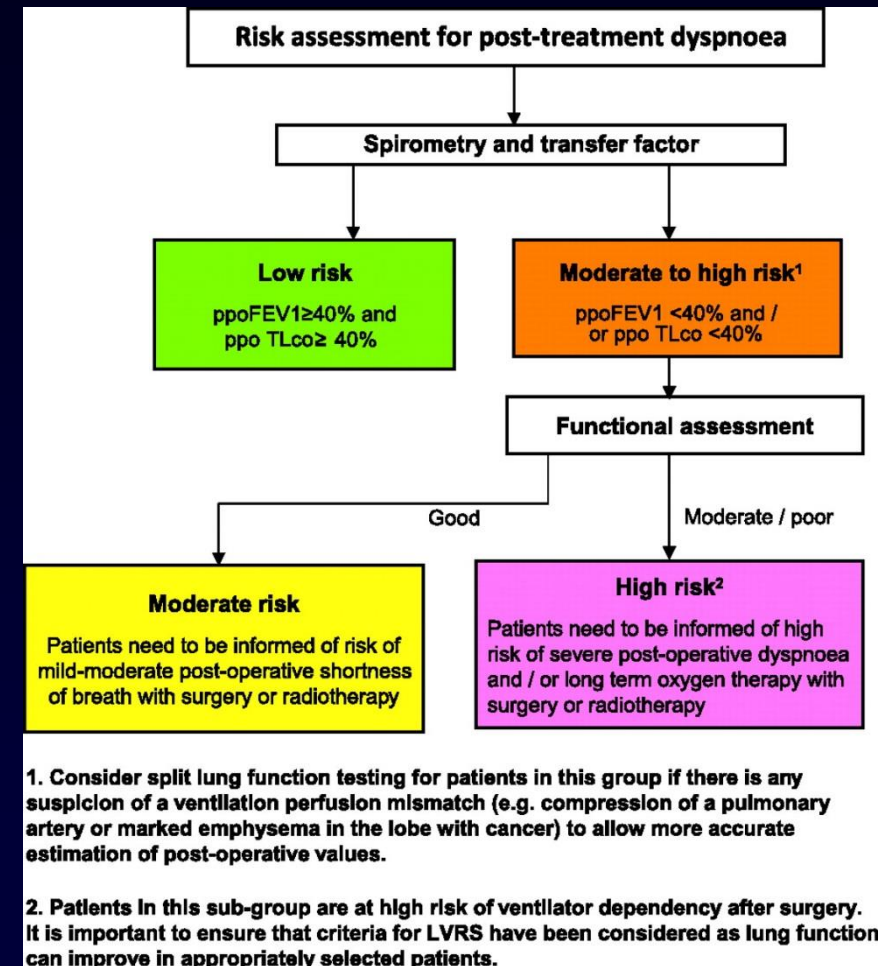 Risk assessment for post-treatment dyspnoea
Spirometry and transfer factor
Low risk
ppoFEV1≥40% and
ppo TLco≥ 40%
Moderate to high risk¹
ppoFEV1 <40% and /
or ppo TLco <40%
Functional assessment
Good
Moderate / poor
Moderate risk
Patients need to be informed of risk of
mild-moderate post-operative shortness
of breath with surgery or radiotherapy
High risk²
Patients need to be informed of high
risk of severe post-operative dyspnoea
and / or long term oxygen therapy with
surgery or radiotherapy
1. Consider split lung function testing for patients in this group if there is any
suspicion of a ventilation perfusion mismatch (e.g. compression of a pulmonary
artery or marked emphysema in the lobe with cancer) to allow more accurate
estimation of post-operative values.
2. Patients in this sub-group are at high risk of ventilator dependency after surgery.
It is important to ensure that criteria for LVRS have been considered as lung function
can improve in appropriately selected patients.